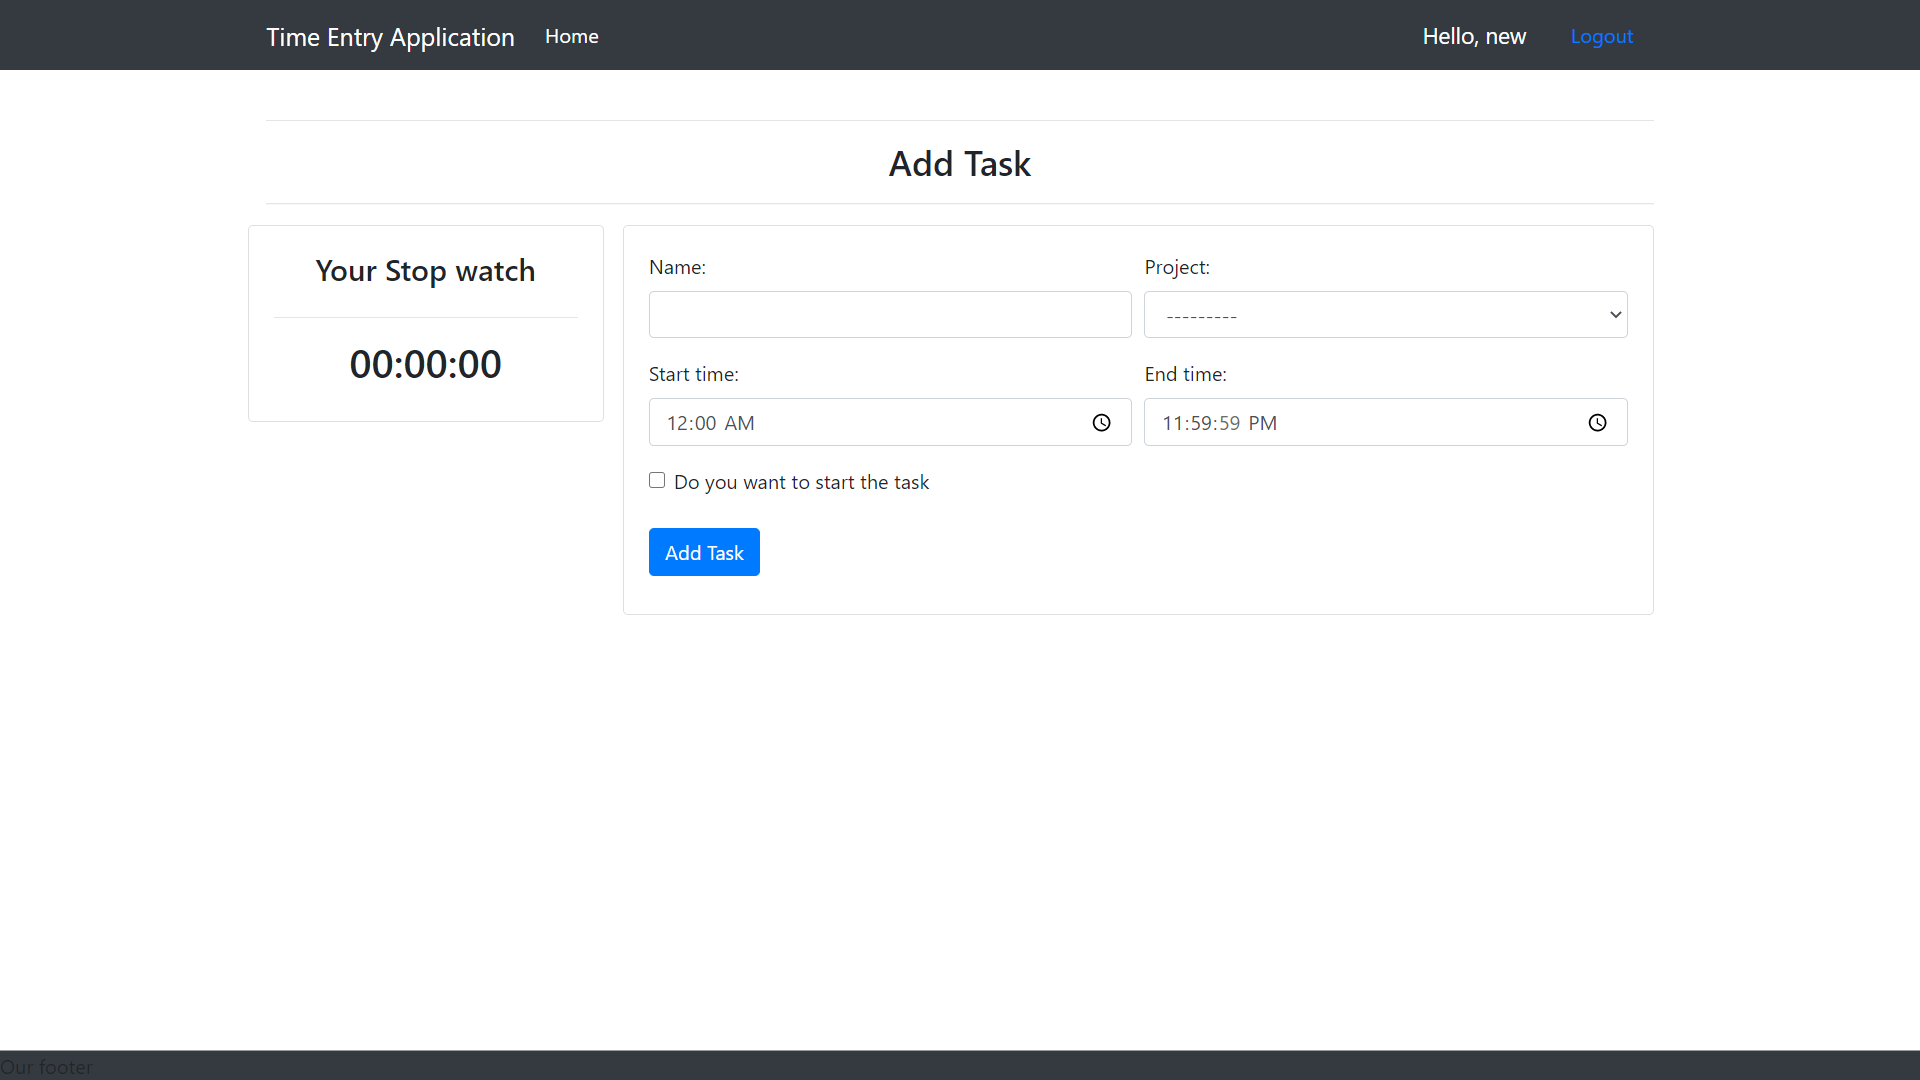 Time Entry Application Home Hello, new Logout
Add Task
Your Stop watch
00:00:00
Name:
Project:
---------
Start time:
End time:
12:00 AM
11:59:59 PM
Do you want to start the task
Add Task
Our footer